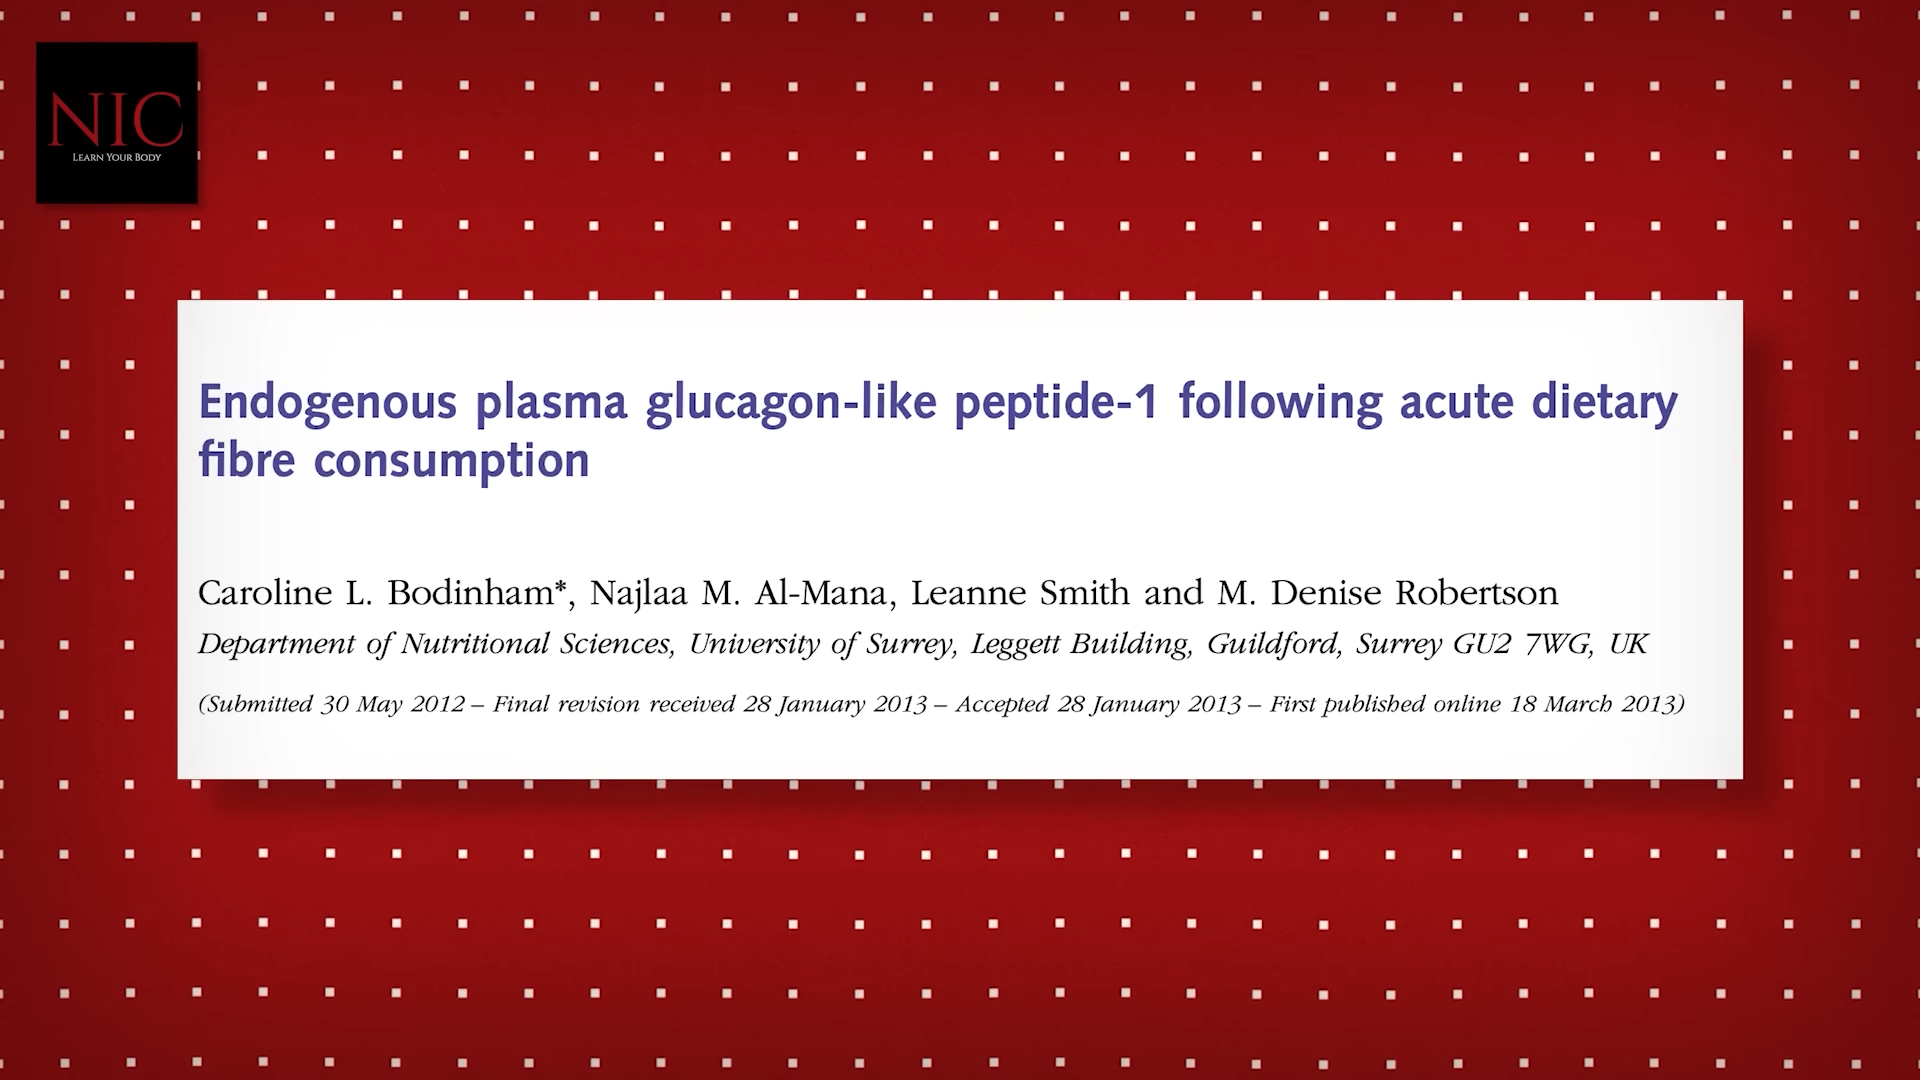 NIC
LEARN YOUR BODY
Endogenous plasma glucagon-like peptide-1 following acute dietary
fibre consumption
Caroline L. Bodinham*, Najlaa M. Al-Mana, Leanne Smith and M. Denise Robertson
Department of Nutritional Sciences, University of Surrey, Leggett Building, Guildford, Surrey GU2 7WG, UK
(Submitted 30 May 2012 – Final revision received 28 January 2013 – Accepted 28 January 2013 – First published online 18 March 2013)